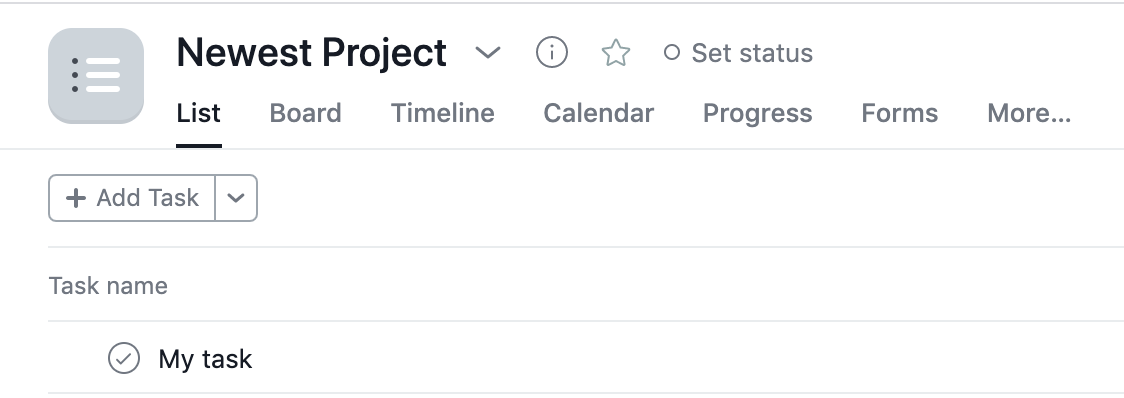 Newest Project Set status
List Board Timeline Calendar Progress Forms More...
+ Add Task
Task name
My task